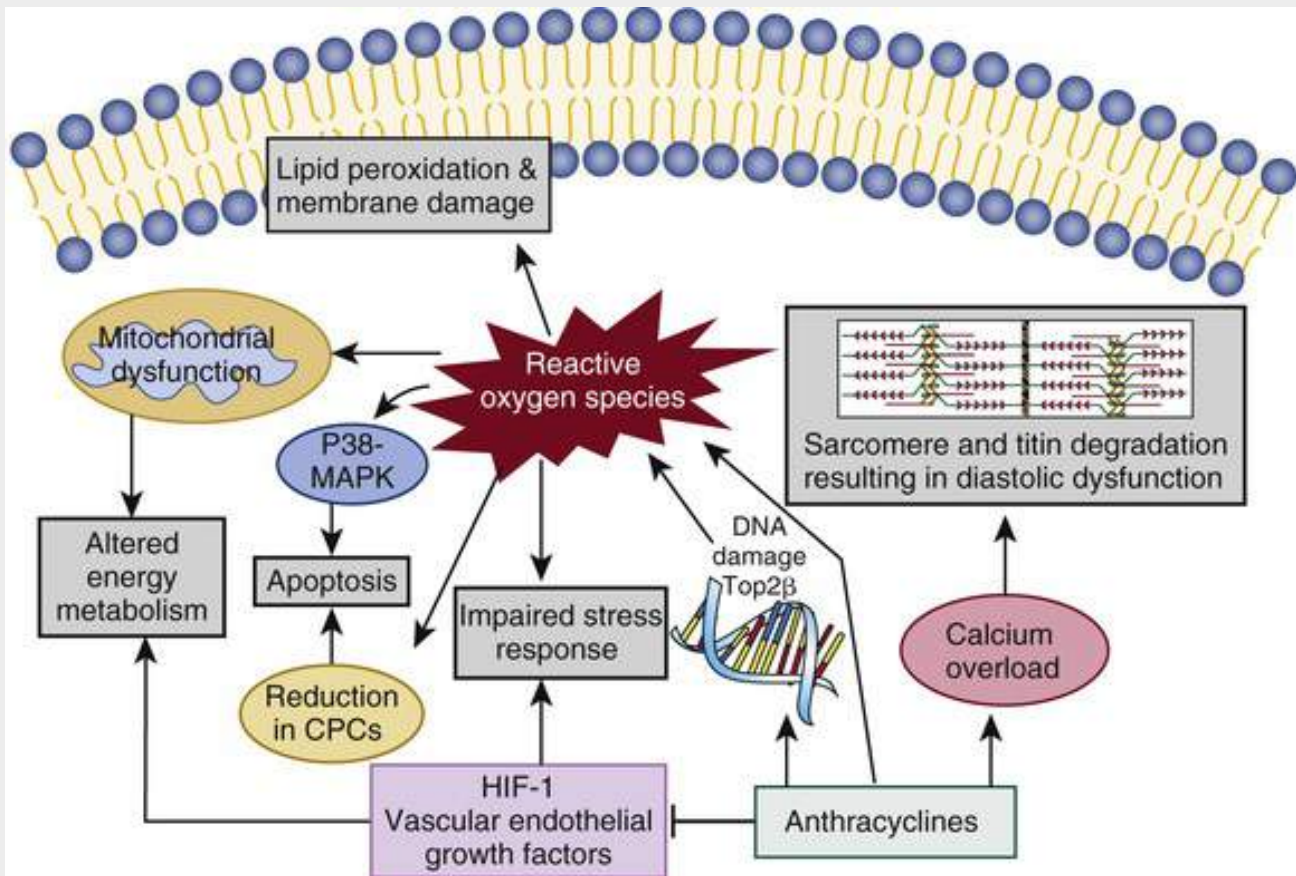 Lipid peroxidation &
membrane damage
Mitochondrial
dysfunction
Reactive
oxygen species
P38-
MAPK
Sarcomere and titin degradation
resulting in diastolic dysfunction
DNA
damage
Top2β
Altered
energy
metabolism
Apoptosis
Impaired stress
response
Calcium
overload
Reduction
in CPCs
HIF-1
Vascular endothelial
growth factors
Anthracyclines